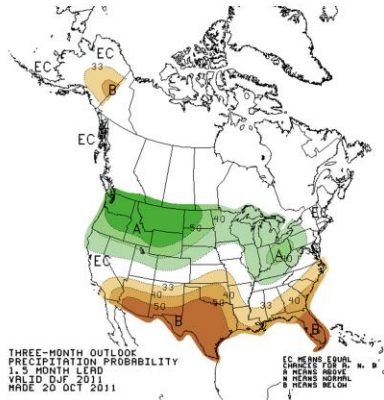 EC
EC
33
B
EC
EC
A
50
40
A
40
EC
33
40
50
50
40
33
40
B
B
THREE-MONTH OUTLOOK
PRECIPITATION PROBABILITY
1.5 MONTH LEAD
VALID DJF 2011
MADE 20 OCT 2011
EC MEANS EQUAL
CHANCES FOR A, N, B
A MEANS ABOVE
N MEANS NORMAL
B MEANS BELOW